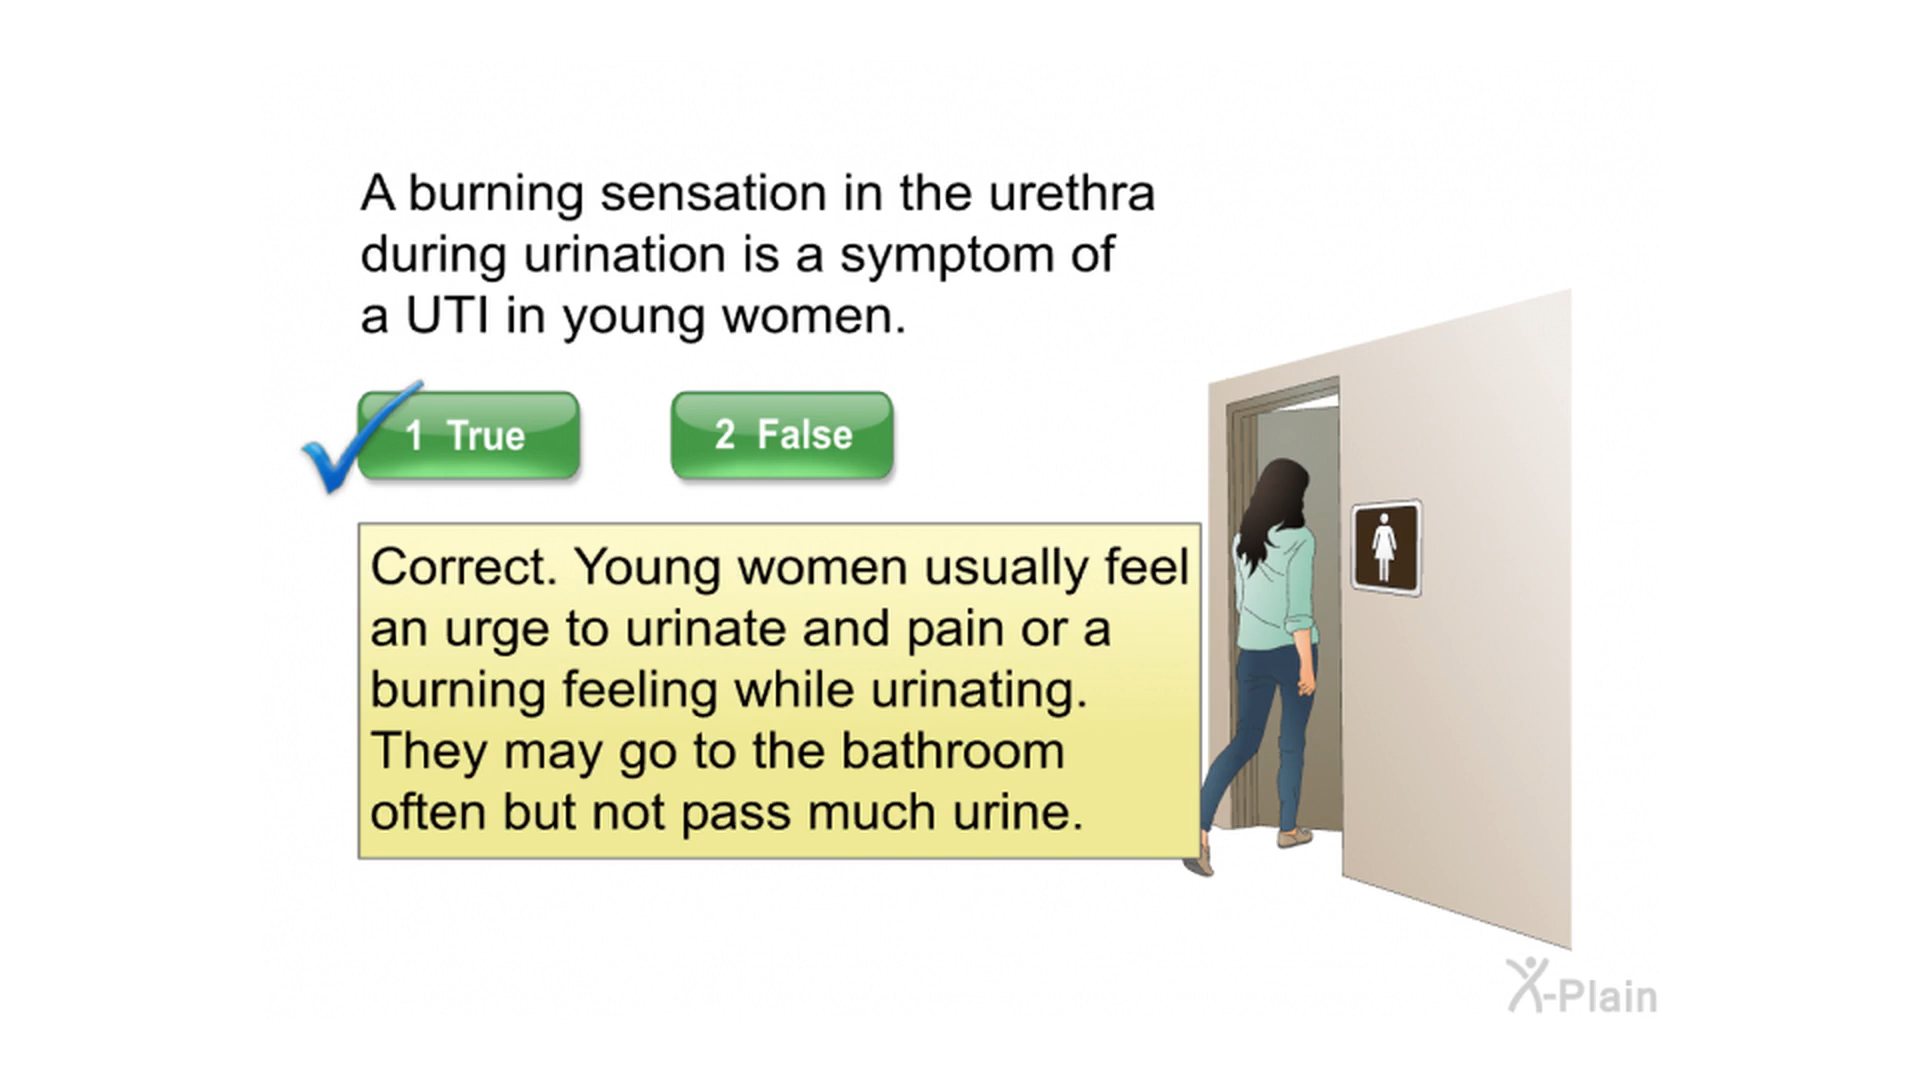 A burning sensation in the urethra
during urination is a symptom of
a UTI in young women.
1 True
2 False
Correct. Young women usually feel
an urge to urinate and pain or a
burning feeling while urinating.
They may go to the bathroom
often but not pass much urine.
X-Plain